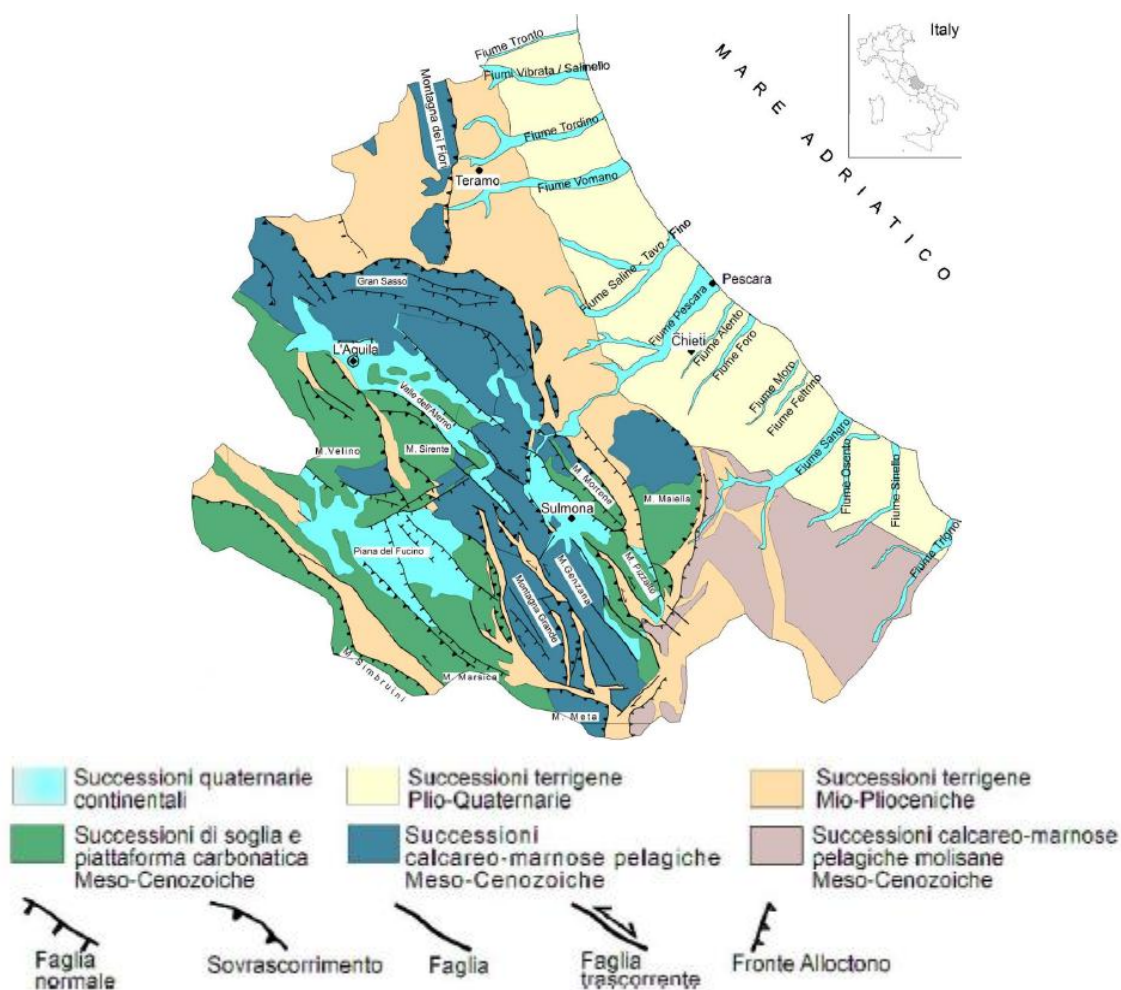 Italy
MARE ADRIATICO
Fiume Tronto
Fiumi Vibrata / Salinello
Montagna dei Fiori
Fiume Tordino
Teramo
Fiume Vomano
Fiume Saline - Tavo - Fino
Gran Sasso
Pescara
Fiume Pescara
Fiume Alento
Chieti
Fiume Foro
L'Aquila
Fiume Moro
Fiume Feltrino
Valle dell'Aterno
Fiume Sangro
M. Velino
M. Sirente
Fiume Osento
Fiume Sinello
M. Morrone
M. Maiella
Sulmona
Fiume Trigno
Piana del Fucino
M. Genzana
M. Pizzalto
Montagna Grande
M. Simbruini
M. Marsica
M. Meta
Successioni quaternarie
continentali
Successioni terrigene
Plio-Quaternarie
Successioni terrigene
Mio-Plioceniche
Successioni di soglia e
piattaforma carbonatica
Meso-Cenozoiche
Successioni
calcareo-marnose pelagiche
Meso-Cenozoiche
Successioni calcareo-marnose
pelagiche molisane
Meso-Cenozoiche
Faglia
normale
Sovrascorrimento
Faglia
Faglia
trascorrente
Fronte Alloctono